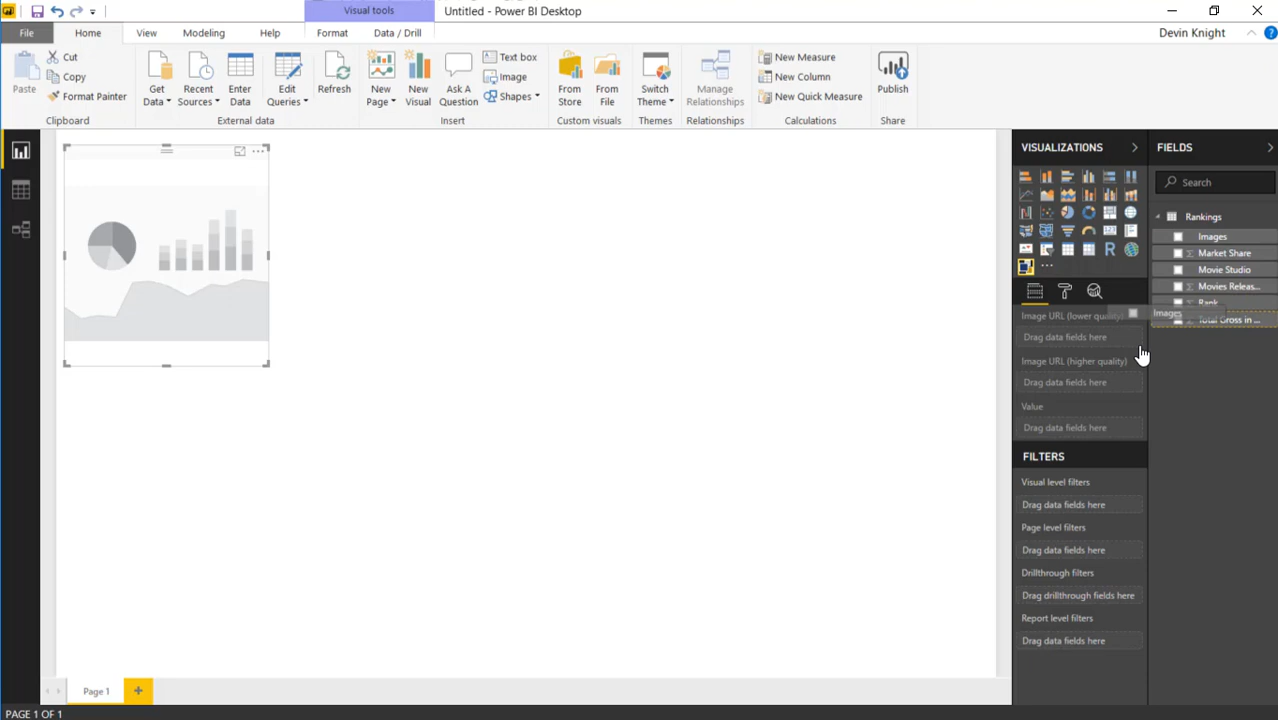 Visual tools
Untitled - Power BI Desktop
File
Home
View
Modeling
Help
Format
Data / Drill
Devin Knight
?
Paste
Cut
Copy
Format Painter
Clipboard
Get Data
Recent Sources
Enter Data
Edit Queries
Refresh
External data
New Page
New Visual
Ask A Question
Text box
Image
Shapes
Insert
From Store
From File
Custom visuals
Switch Theme
Themes
Manage Relationships
Relationships
New Measure
New Column
New Quick Measure
Calculations
Publish
Share
VISUALIZATIONS
R
Image URL (lower quality)
Drag data fields here
Image URL (higher quality)
Drag data fields here
Value
Drag data fields here
FILTERS
Visual level filters
Drag data fields here
Page level filters
Drag data fields here
Drillthrough filters
Drag drillthrough fields here
Report level filters
Drag data fields here
FIELDS
Search
Rankings
Images
Market Share
Movie Studio
Movies Releas...
Rank
Images
Total Gross in ...
Page 1
PAGE 1 OF 1